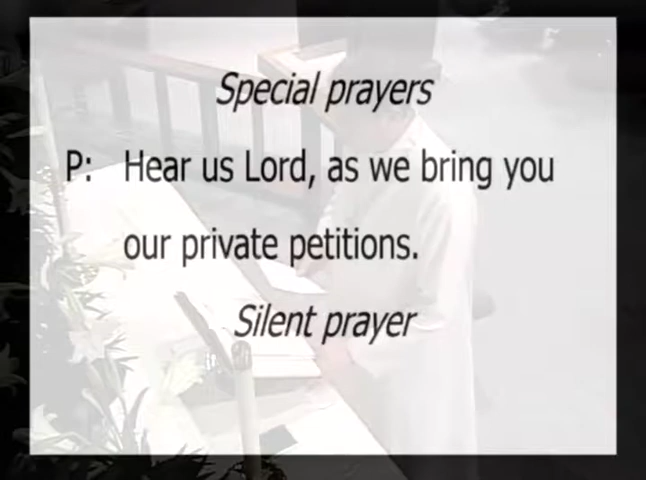 Special prayers
P: Hear us Lord, as we bring you
our private petitions.
Silent prayer